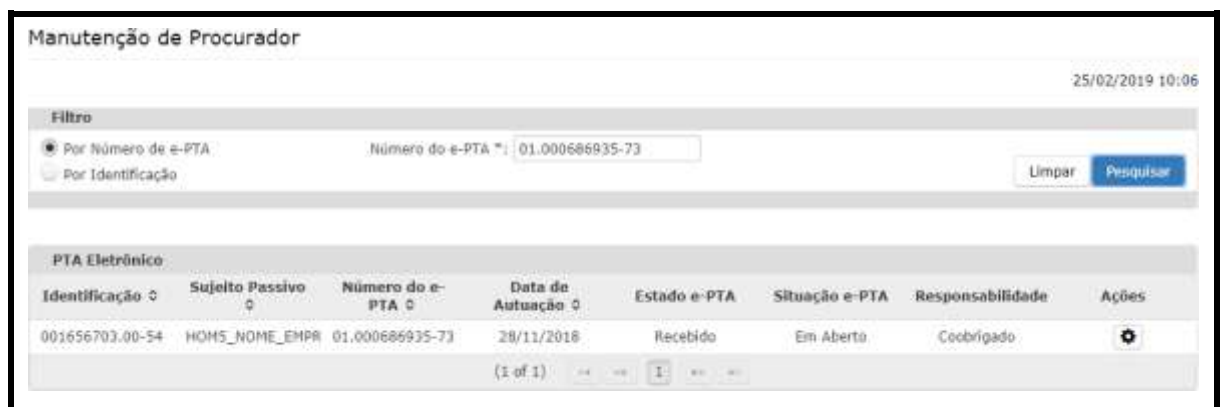 Manutenção de Procurador
25/02/2019 10:06
Filtro
Por Número de e-PTA
Número do e-PTA *: 01.000686935-73
Por Identificação
Limpar Pesquisar
PTA Eletrônico
Identificação Sujeito Passivo Número do e-PTA Data de Autuação Estado e-PTA Situação e-PTA Responsabilidade Ações
001656703.00-54 HOM5_NOME_EMPR 01.000686935-73 28/11/2018 Recebido Em Aberto Coobrigado
(1 of 1) 1